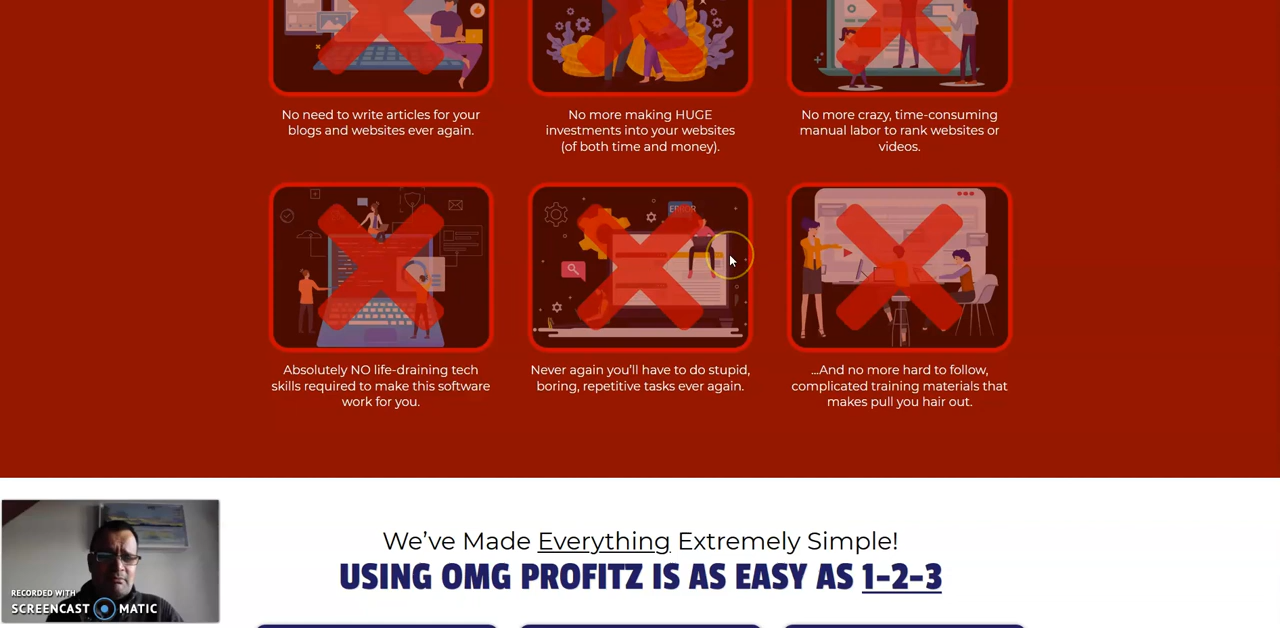 No need to write articles for your
blogs and websites ever again.
No more making HUGE
investments into your websites
(of both time and money).
No more crazy, time-consuming
manual labor to rank websites or
videos.
ERROR
Absolutely NO life-draining tech
skills required to make this software
work for you.
Never again you'll have to do stupid,
boring, repetitive tasks ever again.
...And no more hard to follow,
complicated training materials that
makes pull you hair out.
We've Made Everything Extremely Simple!
USING OMG PROFITZ IS AS EASY AS 1-2-3
RECORDED WITH
SCREENCAST MATIC